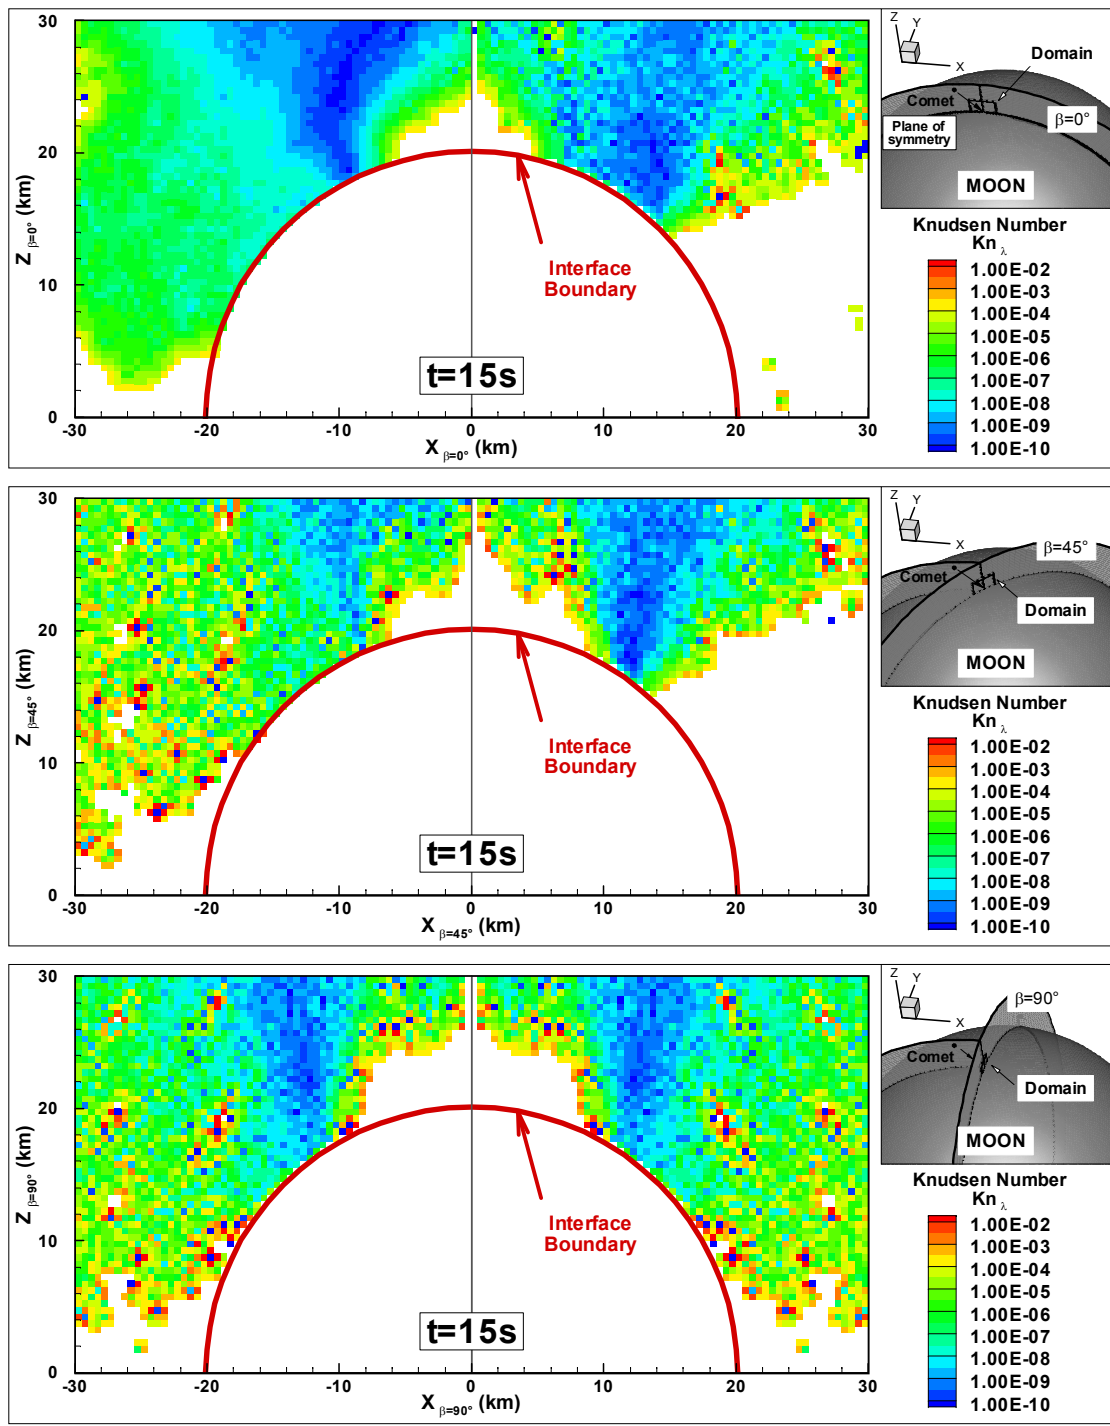 30
20
10
0
Z β=0° (km)
-30 -20 -10 0 10 20 30
X β=0° (km)
Interface
Boundary
t=15s
Z
Y
X
Domain
Comet
β=0°
Plane of
symmetry
MOON
Knudsen Number
Kn λ
1.00E-02
1.00E-03
1.00E-04
1.00E-05
1.00E-06
1.00E-07
1.00E-08
1.00E-09
1.00E-10
30
20
10
0
Z β=45° (km)
-30 -20 -10 0 10 20 30
X β=45° (km)
Interface
Boundary
t=15s
Z
Y
X
β=45°
Comet
Domain
MOON
Knudsen Number
Kn λ
1.00E-02
1.00E-03
1.00E-04
1.00E-05
1.00E-06
1.00E-07
1.00E-08
1.00E-09
1.00E-10
30
20
10
0
Z β=90° (km)
-30 -20 -10 0 10 20 30
X β=90° (km)
Interface
Boundary
t=15s
Z
Y
X
β=90°
Comet
Domain
MOON
Knudsen Number
Kn λ
1.00E-02
1.00E-03
1.00E-04
1.00E-05
1.00E-06
1.00E-07
1.00E-08
1.00E-09
1.00E-10